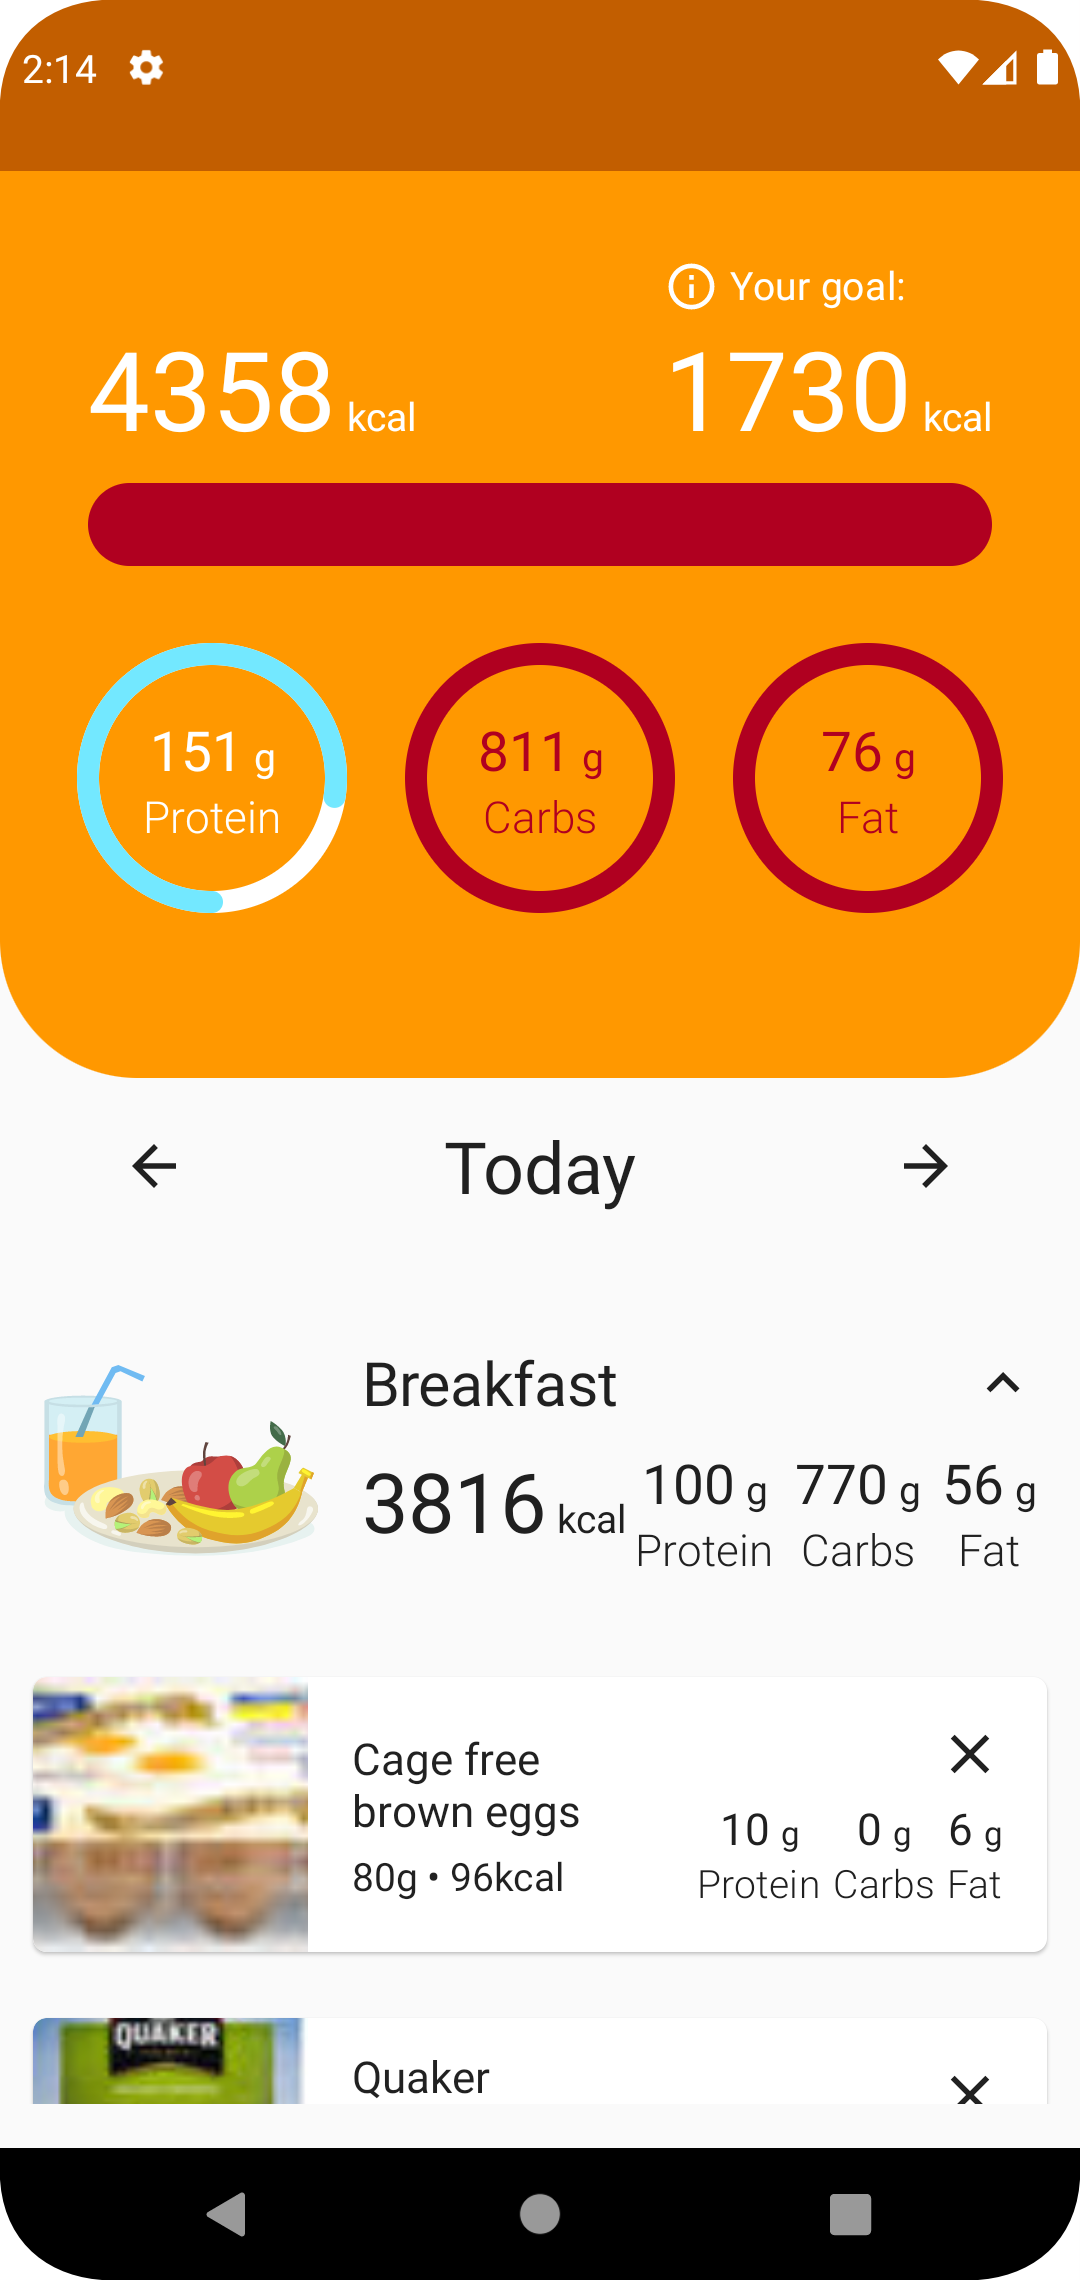 2:14
Your goal:
4358 kcal
1730 kcal
151 g
Protein
811 g
Carbs
76 g
Fat
Today
Breakfast
3816 kcal
100 g
Protein
770 g
Carbs
56 g
Fat
Cage free
brown eggs
80g • 96kcal
10 g
Protein
0 g
Carbs
6 g
Fat
QUAKER
Quaker